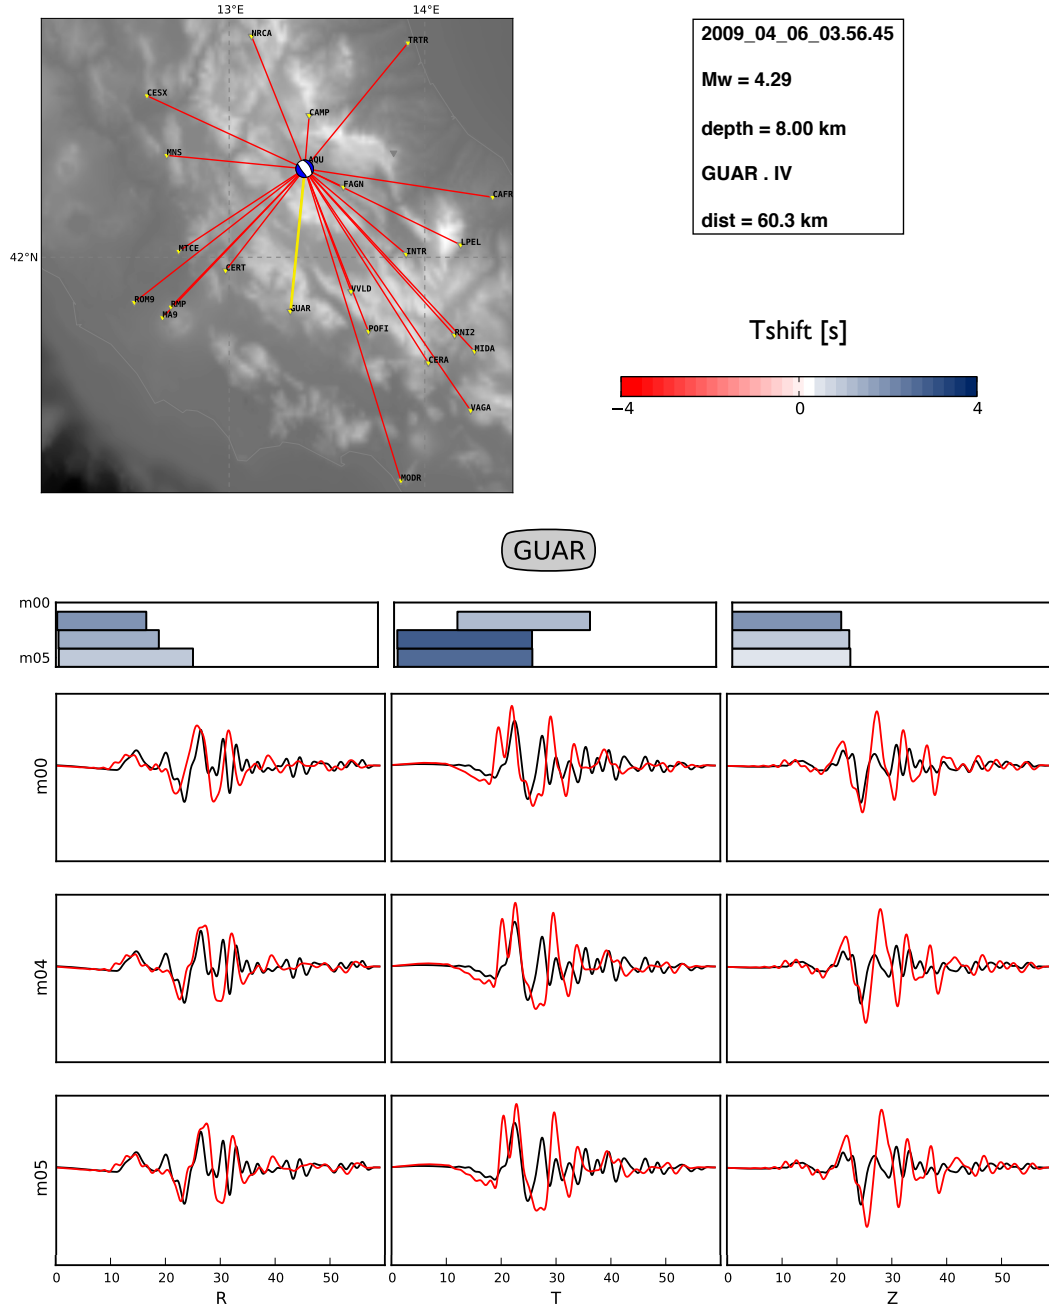 13°E
14°E
NRCA
TRTR
CESX
CAMP
MNS
AQU
FAGN
CAFR
MTCE
LPEL
INTR
42°N
CERT
ROM9
RMP
MA9
GUAR
VVLD
POFI
RNI2
MIDA
CERA
VAGA
MODR
2009_04_06_03.56.45
Mw = 4.29
depth = 8.00 km
GUAR . IV
dist = 60.3 km
Tshift [s]
−4 0 4
GUAR
m00
m05
m00
m04
m05
0 10 20 30 40 50 0 10 20 30 40 50 0 10 20 30 40 50
R T Z